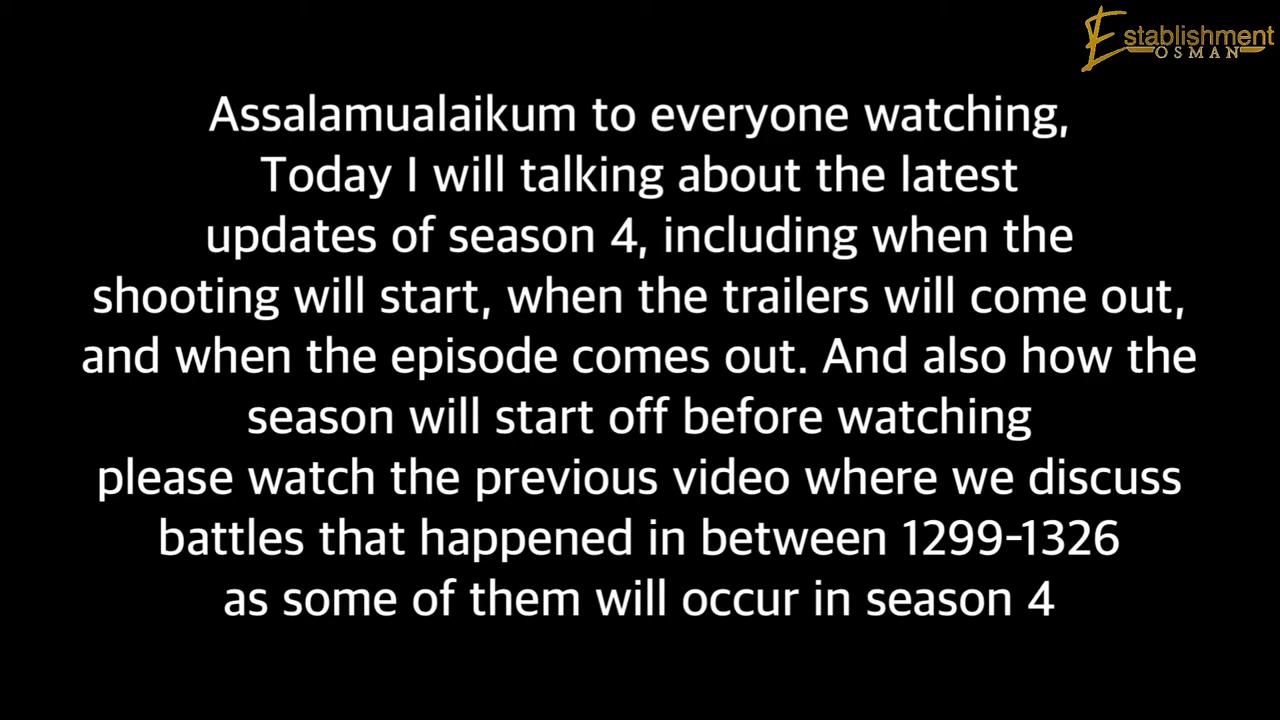 Establishment
OSMAN
Assalamualaikum to everyone watching,
Today I will talking about the latest
updates of season 4, including when the
shooting will start, when the trailers will come out,
and when the episode comes out. And also how the
season will start off before watching
please watch the previous video where we discuss
battles that happened in between 1299-1326
as some of them will occur in season 4